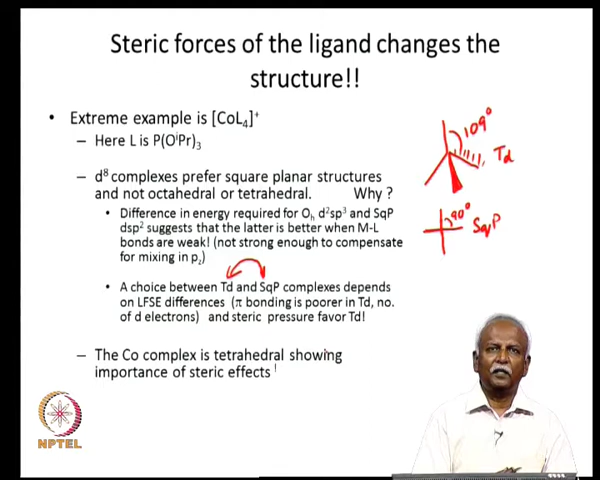 Steric forces of the ligand changes the
structure!!
• Extreme example is [CoL₄]⁺
– Here L is P(OⁱPr)₃
– d⁸ complexes prefer square planar structures
and not octahedral or tetrahedral. Why ?
• Difference in energy required for Oₕ d²sp³ and SqP
dsp² suggests that the latter is better when M-L
bonds are weak! (not strong enough to compensate
for mixing in p_z)
• A choice between Td and SqP complexes depends
on LFSE differences (π bonding is poorer in Td, no.
of d electrons) and steric pressure favor Td!
– The Co complex is tetrahedral showing
importance of steric effects !
109°
Td
90°
SqP
NPTEL